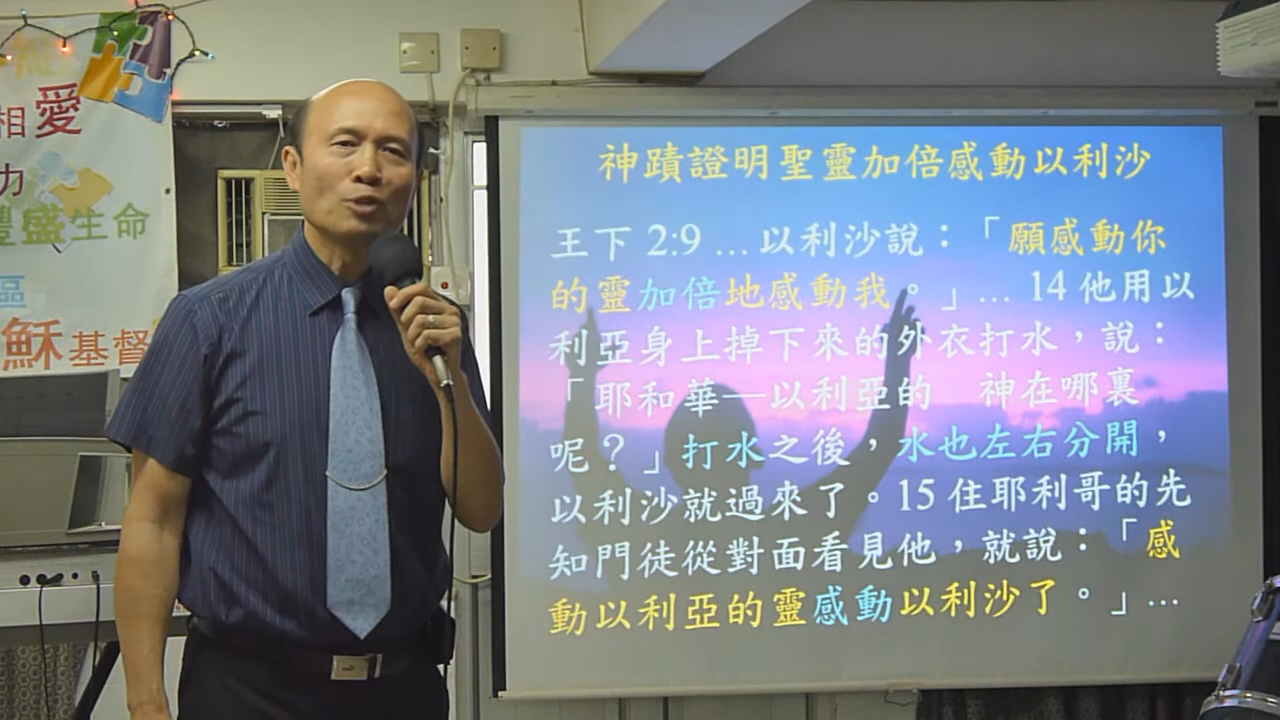 相愛
力
豐盛生命
區
穌基督
神蹟證明聖靈加倍感動以利沙
王下 2:9 … 以利沙說：「願感動你
的靈加倍地感動我。」… 14 他用以
利亞身上掉下來的外衣打水，說：
「耶和華—以利亞的　神在哪裏
呢？」打水之後，水也左右分開，
以利沙就過來了。15 住耶利哥的先
知門徒從對面看見他，就說：「感
動以利亞的靈感動以利沙了。」…